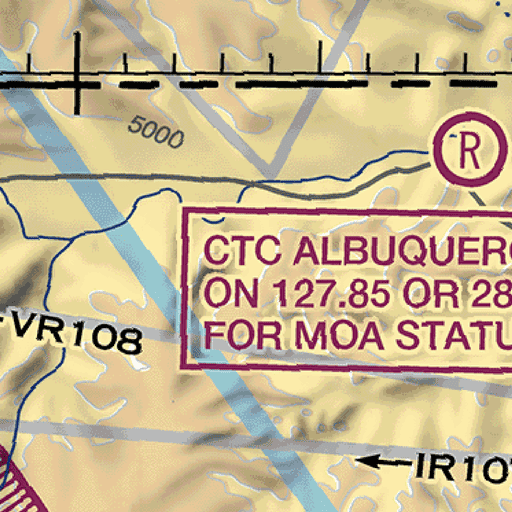 5000
R
CTC ALBUQUERQ
ON 127.85 OR 28
FOR MOA STATU
VR108
IR10